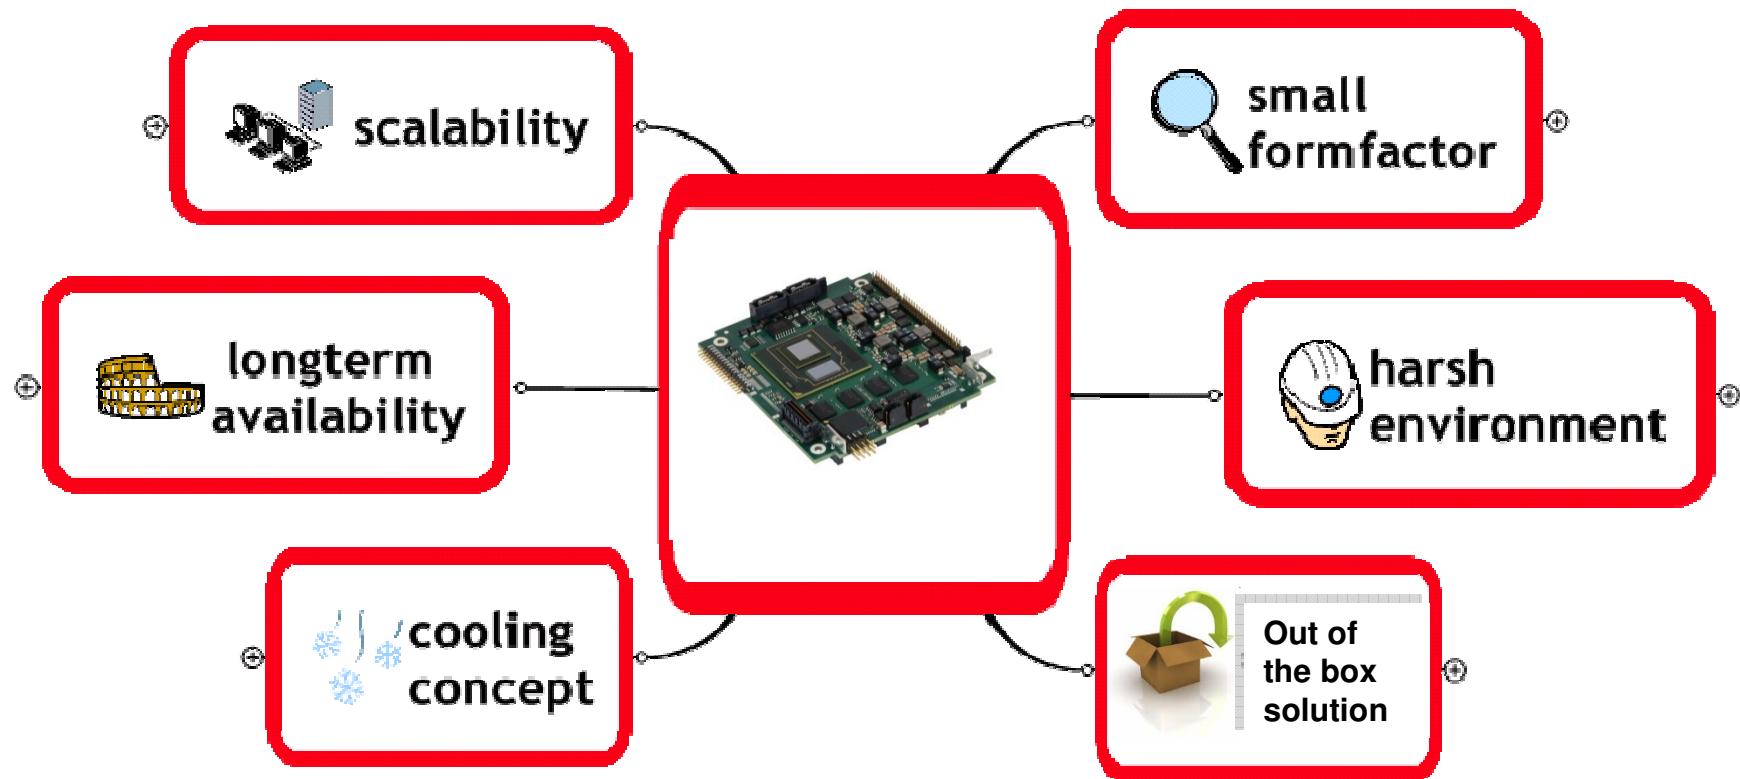 scalability
small
formfactor
longterm
availability
harsh
environment
cooling
concept
Out of
the box
solution